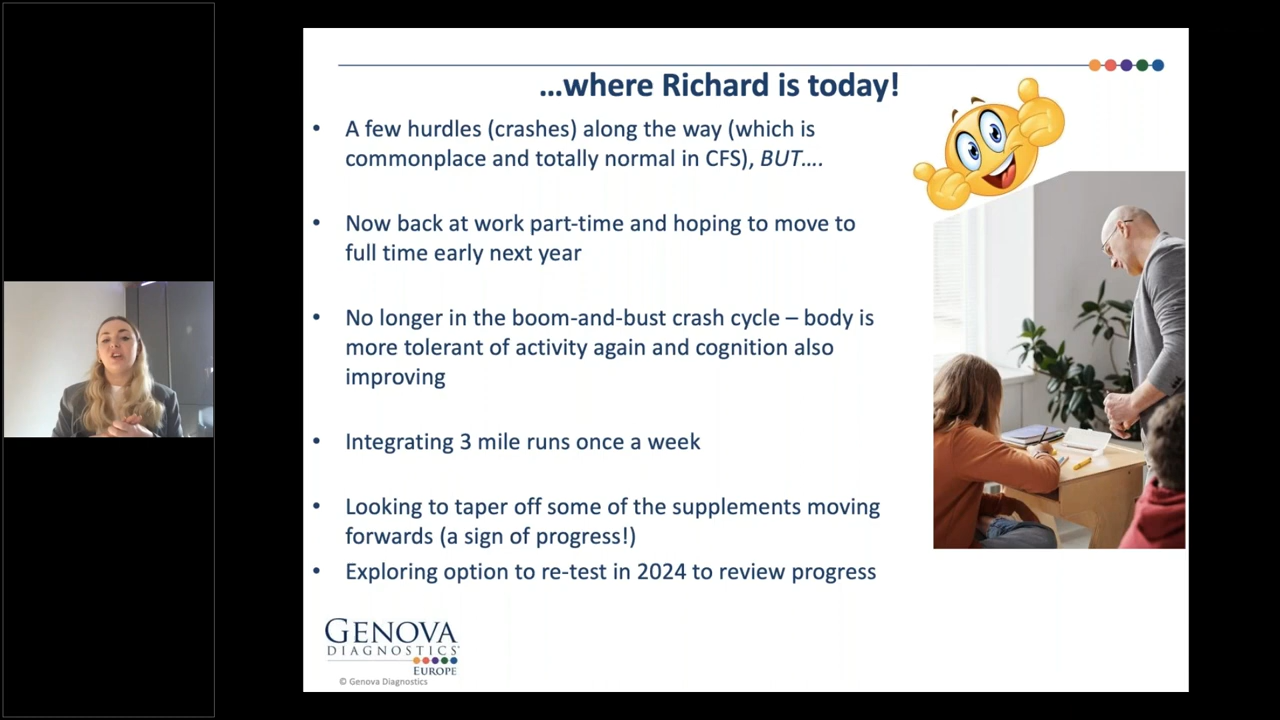 ...where Richard is today!
• A few hurdles (crashes) along the way (which is
commonplace and totally normal in CFS), BUT....
• Now back at work part-time and hoping to move to
full time early next year
• No longer in the boom-and-bust crash cycle – body is
more tolerant of activity again and cognition also
improving
• Integrating 3 mile runs once a week
• Looking to taper off some of the supplements moving
forwards (a sign of progress!)
• Exploring option to re-test in 2024 to review progress
GENOVA
DIAGNOSTICS
EUROPE
© Genova Diagnostics